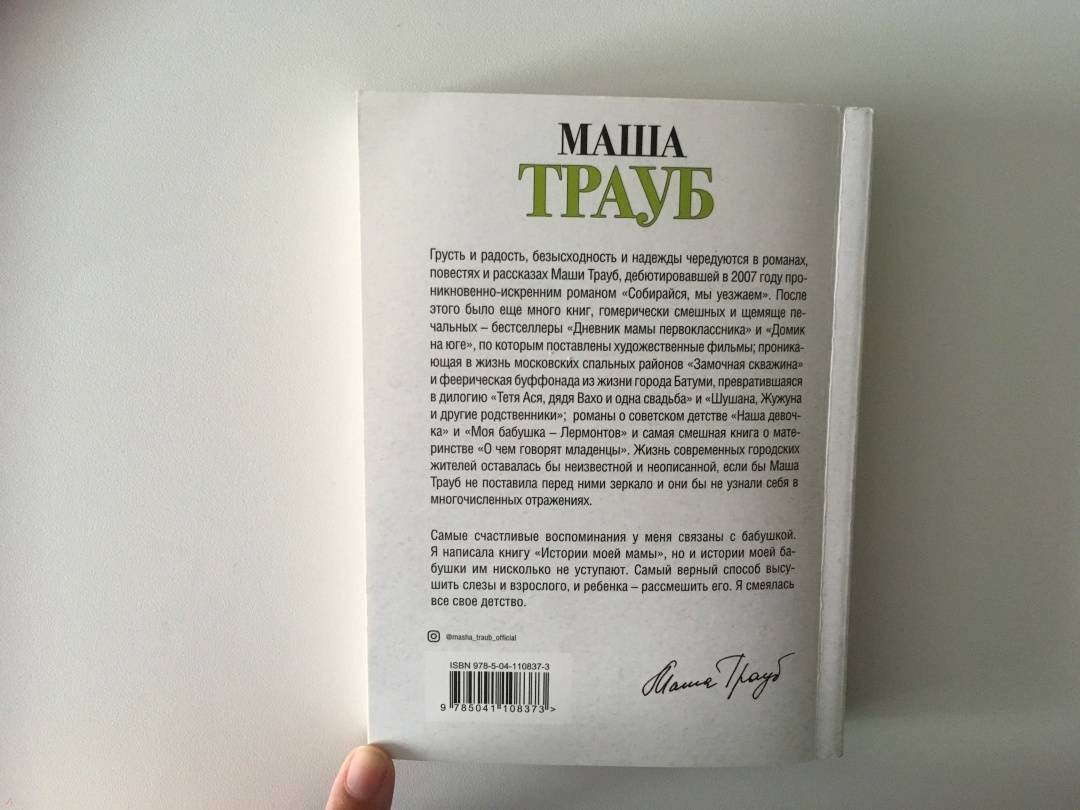 МАША
ТРАУБ
Грусть и радость, безысходность и надежды чередуются в романах,
повестях и рассказах Маши Трауб, дебютировавшей в 2007 году про-
никновенно-искренним романом «Собирайся, мы уезжаем». После
этого было еще много книг, гомерически смешных и щемяще пе-
чальных – бестселлеры «Дневник мамы первоклассника» и «Домик
на юге», по которым поставлены художественные фильмы; проника-
ющая в жизнь московских спальных районов «Замочная скважина»
и феерическая буффонада из жизни города Батуми, превратившаяся
в дилогию «Тетя Ася, дядя Вахо и одна свадьба» и «Шушана, Жужуна
и другие родственники»; романы о советском детстве «Наша девоч-
ка» и «Моя бабушка – Лермонтов» и самая смешная книга о мате-
ринстве «О чем говорят младенцы». Жизнь современных городских
жителей оставалась бы неизвестной и неописанной, если бы Маша
Трауб не поставила перед ними зеркало и они бы не узнали себя в
многочисленных отражениях.
Самые счастливые воспоминания у меня связаны с бабушкой.
Я написала книгу «Истории моей мамы», но и истории моей ба-
бушки им нисколько не уступают. Самый верный способ высу-
шить слезы и взрослого, и ребенка – рассмешить его. Я смеялась
все свое детство.
@masha_traub_official
ISBN 978-5-04-110837-3
9 785041 108373 >
Маша Трауб